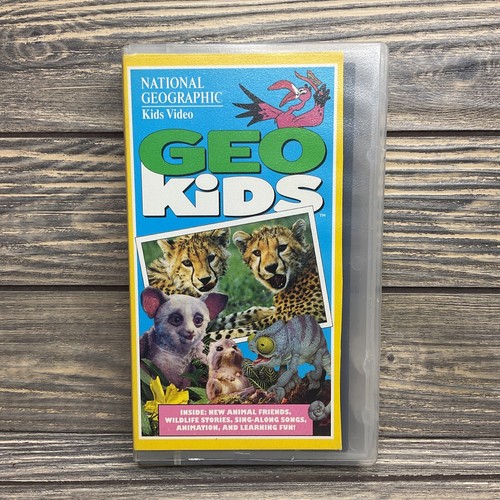 NATIONAL
GEOGRAPHIC
Kids Video
GEO
KiDS
™
INSIDE: NEW ANIMAL FRIENDS,
WILDLIFE STORIES, SING-ALONG SONGS,
ANIMATION, AND LEARNING FUN!